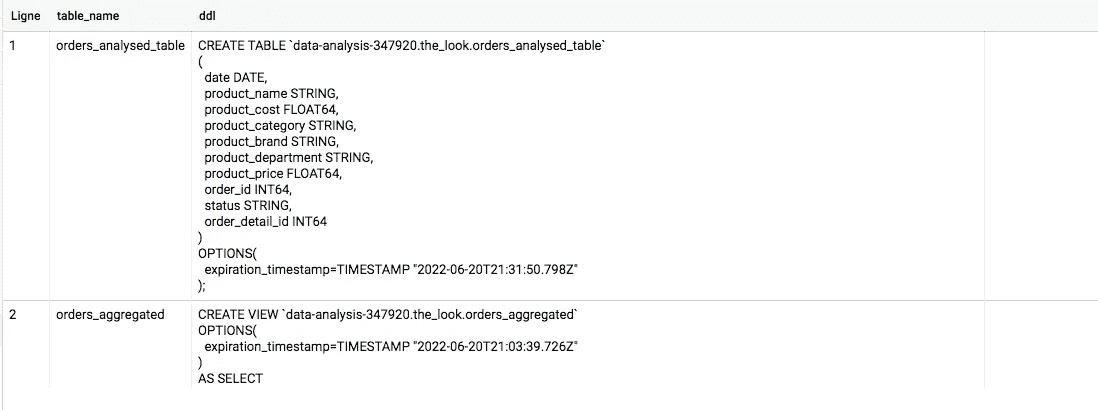 Ligne table_name ddl
1 orders_analysed_table CREATE TABLE `data-analysis-347920.the_look.orders_analysed_table`
(
date DATE,
product_name STRING,
product_cost FLOAT64,
product_category STRING,
product_brand STRING,
product_department STRING,
product_price FLOAT64,
order_id INT64,
status STRING,
order_detail_id INT64
)
OPTIONS(
expiration_timestamp=TIMESTAMP "2022-06-20T21:31:50.798Z"
);
2 orders_aggregated CREATE VIEW `data-analysis-347920.the_look.orders_aggregated`
OPTIONS(
expiration_timestamp=TIMESTAMP "2022-06-20T21:03:39.726Z"
)
AS SELECT